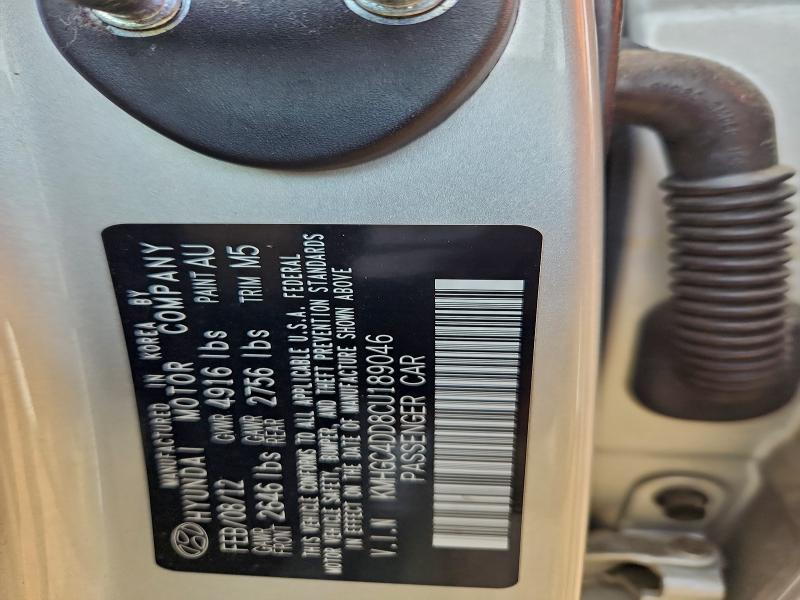 MANUFACTURED IN KOREA BY
HYUNDAI MOTOR COMPANY
FEB/08/12 GVWR 4916 lbs PAINT AU
GAWR FRONT 2646 lbs GAWR REAR 2756 lbs TRIM M5
THIS VEHICLE CONFORMS TO ALL APPLICABLE U.S.A. FEDERAL
MOTOR VEHICLE SAFETY, BUMPER, AND THEFT PREVENTION STANDARDS
IN EFFECT ON THE DATE OF MANUFACTURE SHOWN ABOVE
V.I.N KMHGC4DD8CU189046
PASSENGER CAR